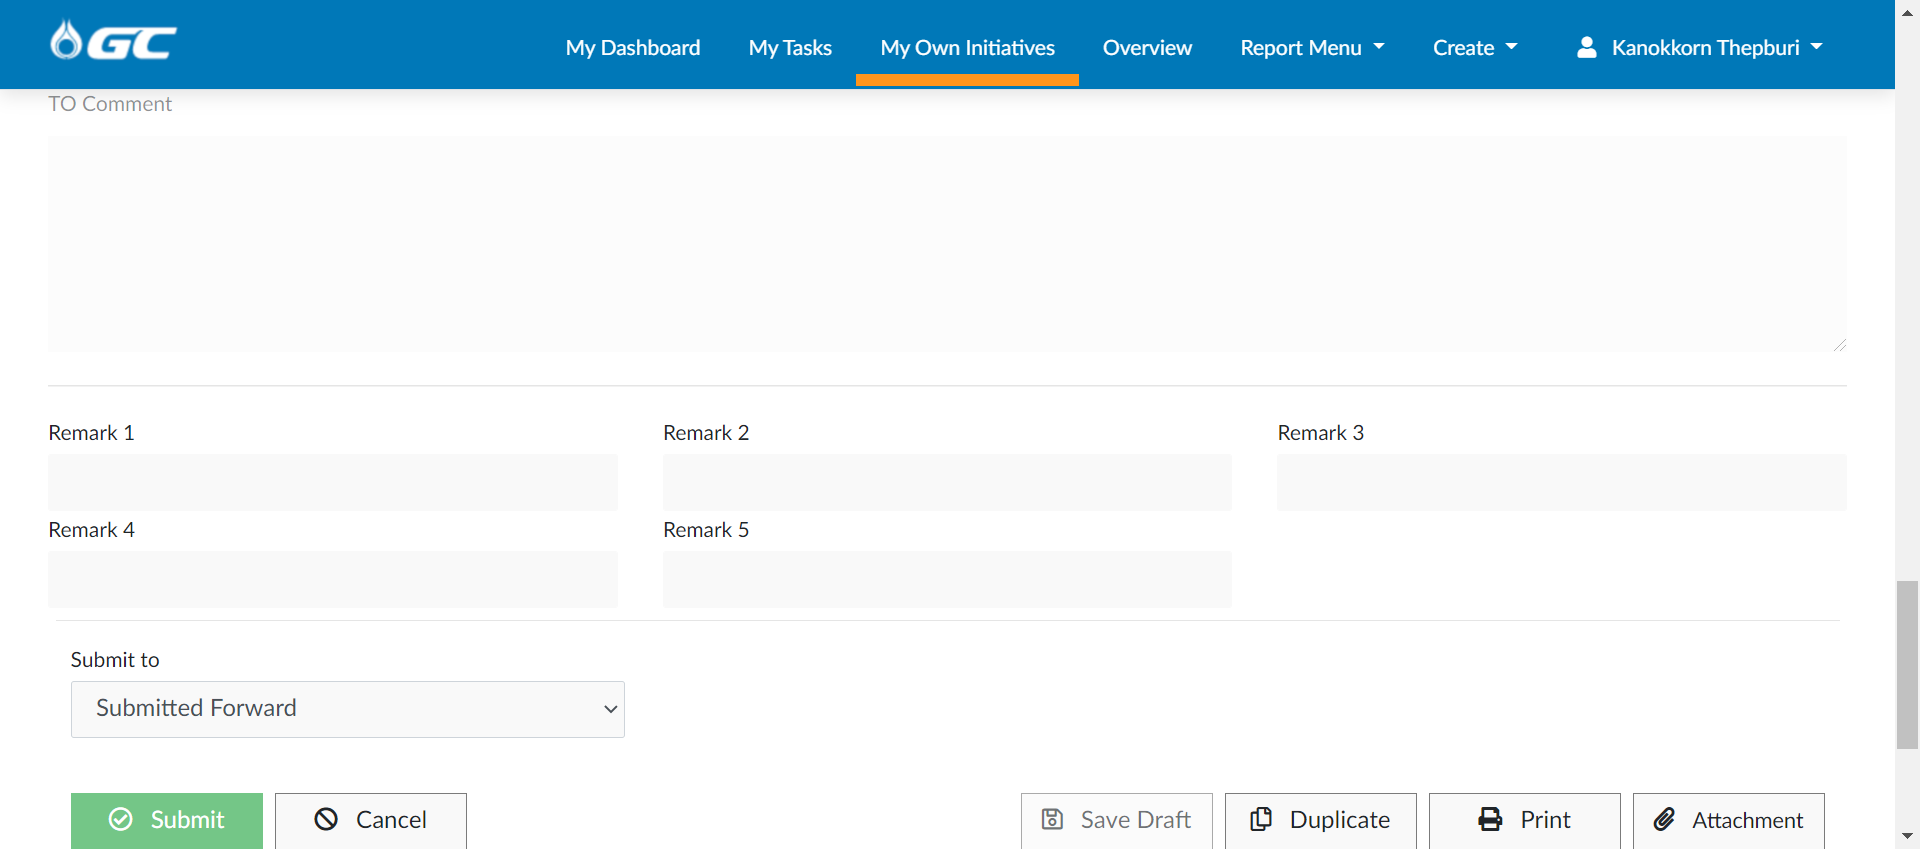 GC
My Dashboard My Tasks My Own Initiatives Overview Report Menu Create Kanokkorn Thepburi
TO Comment
Remark 1 Remark 2 Remark 3
Remark 4 Remark 5
Submit to
Submitted Forward
Submit Cancel Save Draft Duplicate Print Attachment